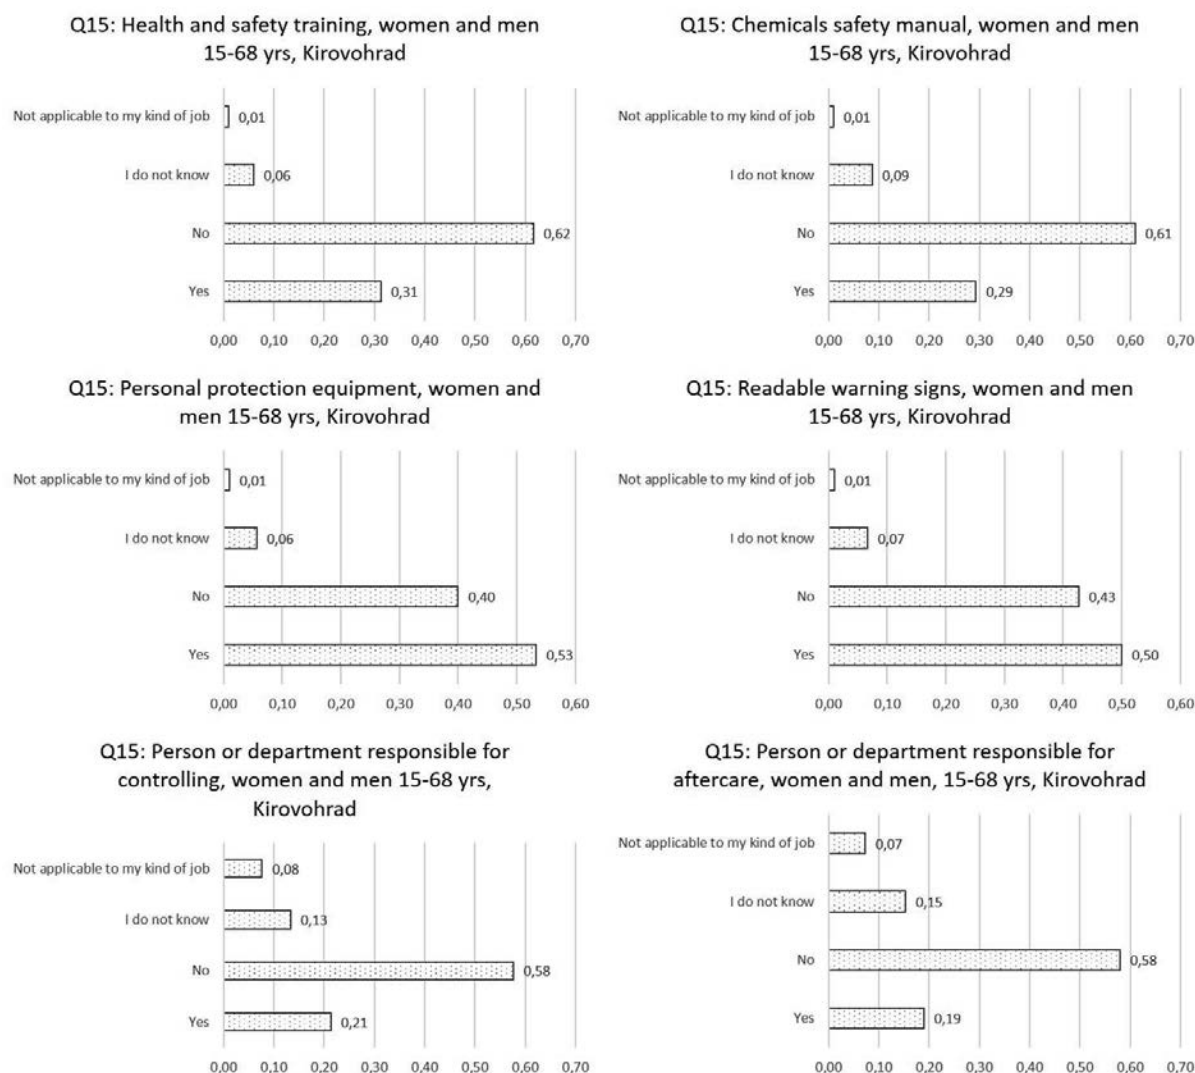 Q15: Health and safety training, women and men
15-68 yrs, Kirovohrad
Not applicable to my kind of job
0,01
I do not know
0,06
No
0,62
Yes
0,31
0,00 0,10 0,20 0,30 0,40 0,50 0,60 0,70
Q15: Chemicals safety manual, women and men
15-68 yrs, Kirovohrad
Not applicable to my kind of job
0,01
I do not know
0,09
No
0,61
Yes
0,29
0,00 0,10 0,20 0,30 0,40 0,50 0,60 0,70
Q15: Personal protection equipment, women and
men 15-68 yrs, Kirovohrad
Not applicable to my kind of job
0,01
I do not know
0,06
No
0,40
Yes
0,53
0,00 0,10 0,20 0,30 0,40 0,50 0,60
Q15: Readable warning signs, women and men
15-68 yrs, Kirovohrad
Not applicable to my kind of job
0,01
I do not know
0,07
No
0,43
Yes
0,50
0,00 0,10 0,20 0,30 0,40 0,50 0,60
Q15: Person or department responsible for
controlling, women and men 15-68 yrs,
Kirovohrad
Not applicable to my kind of job
0,08
I do not know
0,13
No
0,58
Yes
0,21
0,00 0,10 0,20 0,30 0,40 0,50 0,60 0,70
Q15: Person or department responsible for
aftercare, women and men, 15-68 yrs, Kirovohrad
Not applicable to my kind of job
0,07
I do not know
0,15
No
0,58
Yes
0,19
0,00 0,10 0,20 0,30 0,40 0,50 0,60 0,70